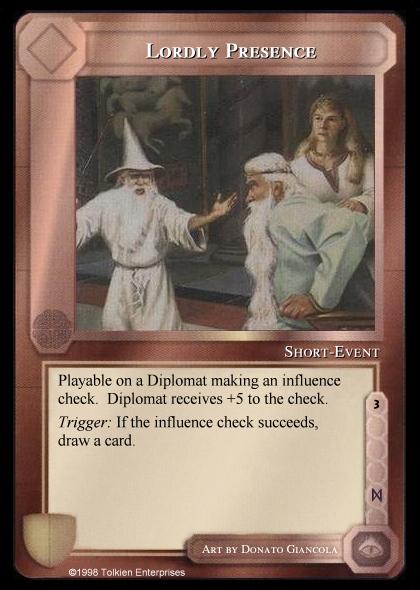 LORDLY PRESENCE
SHORT-EVENT
Playable on a Diplomat making an influence
check. Diplomat receives +5 to the check.
Trigger: If the influence check succeeds,
draw a card.
3
ᛞ
ART BY DONATO GIANCOLA
©1998 Tolkien Enterprises